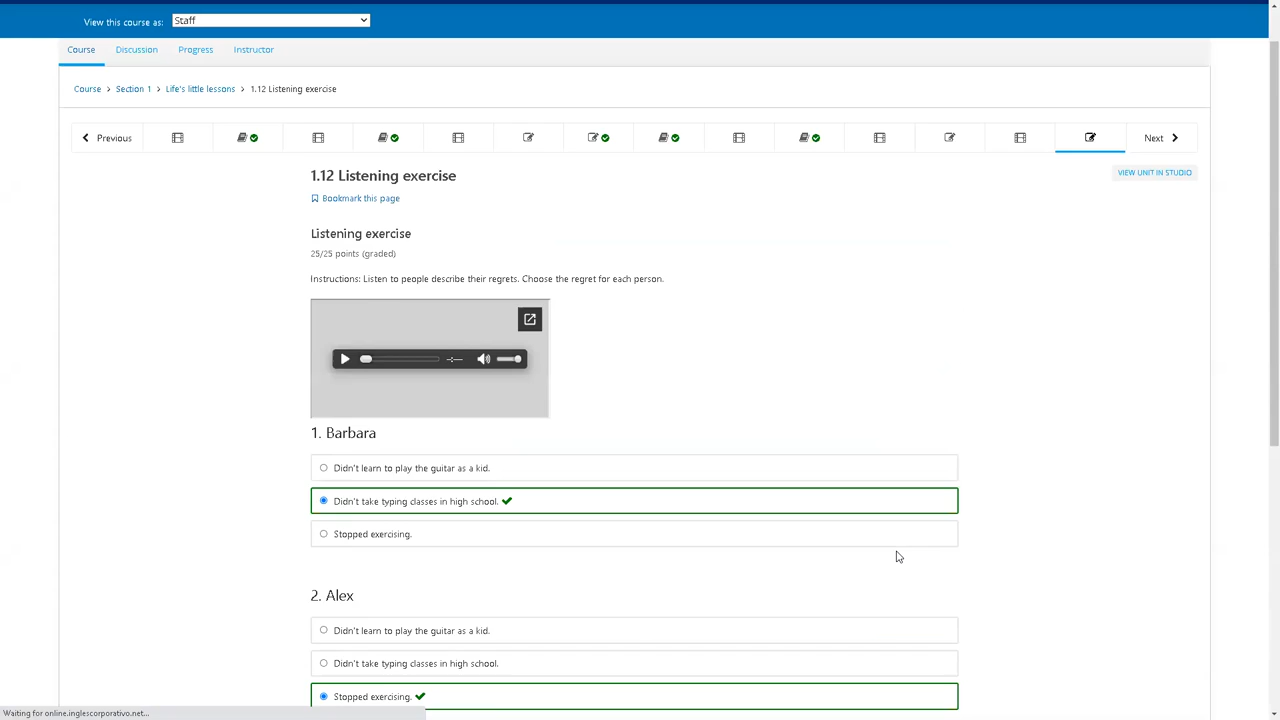 View this course as: Staff
Course Discussion Progress Instructor
Course > Section 1 > Life's little lessons > 1.12 Listening exercise
Previous Next
1.12 Listening exercise
VIEW UNIT IN STUDIO
Bookmark this page
Listening exercise
25/25 points (graded)
Instructions: Listen to people describe their regrets. Choose the regret for each person.
-:--
1. Barbara
Didn't learn to play the guitar as a kid.
Didn't take typing classes in high school.
Stopped exercising.
2. Alex
Didn't learn to play the guitar as a kid.
Didn't take typing classes in high school.
Stopped exercising.
Waiting for online.inglescorporativo.net...